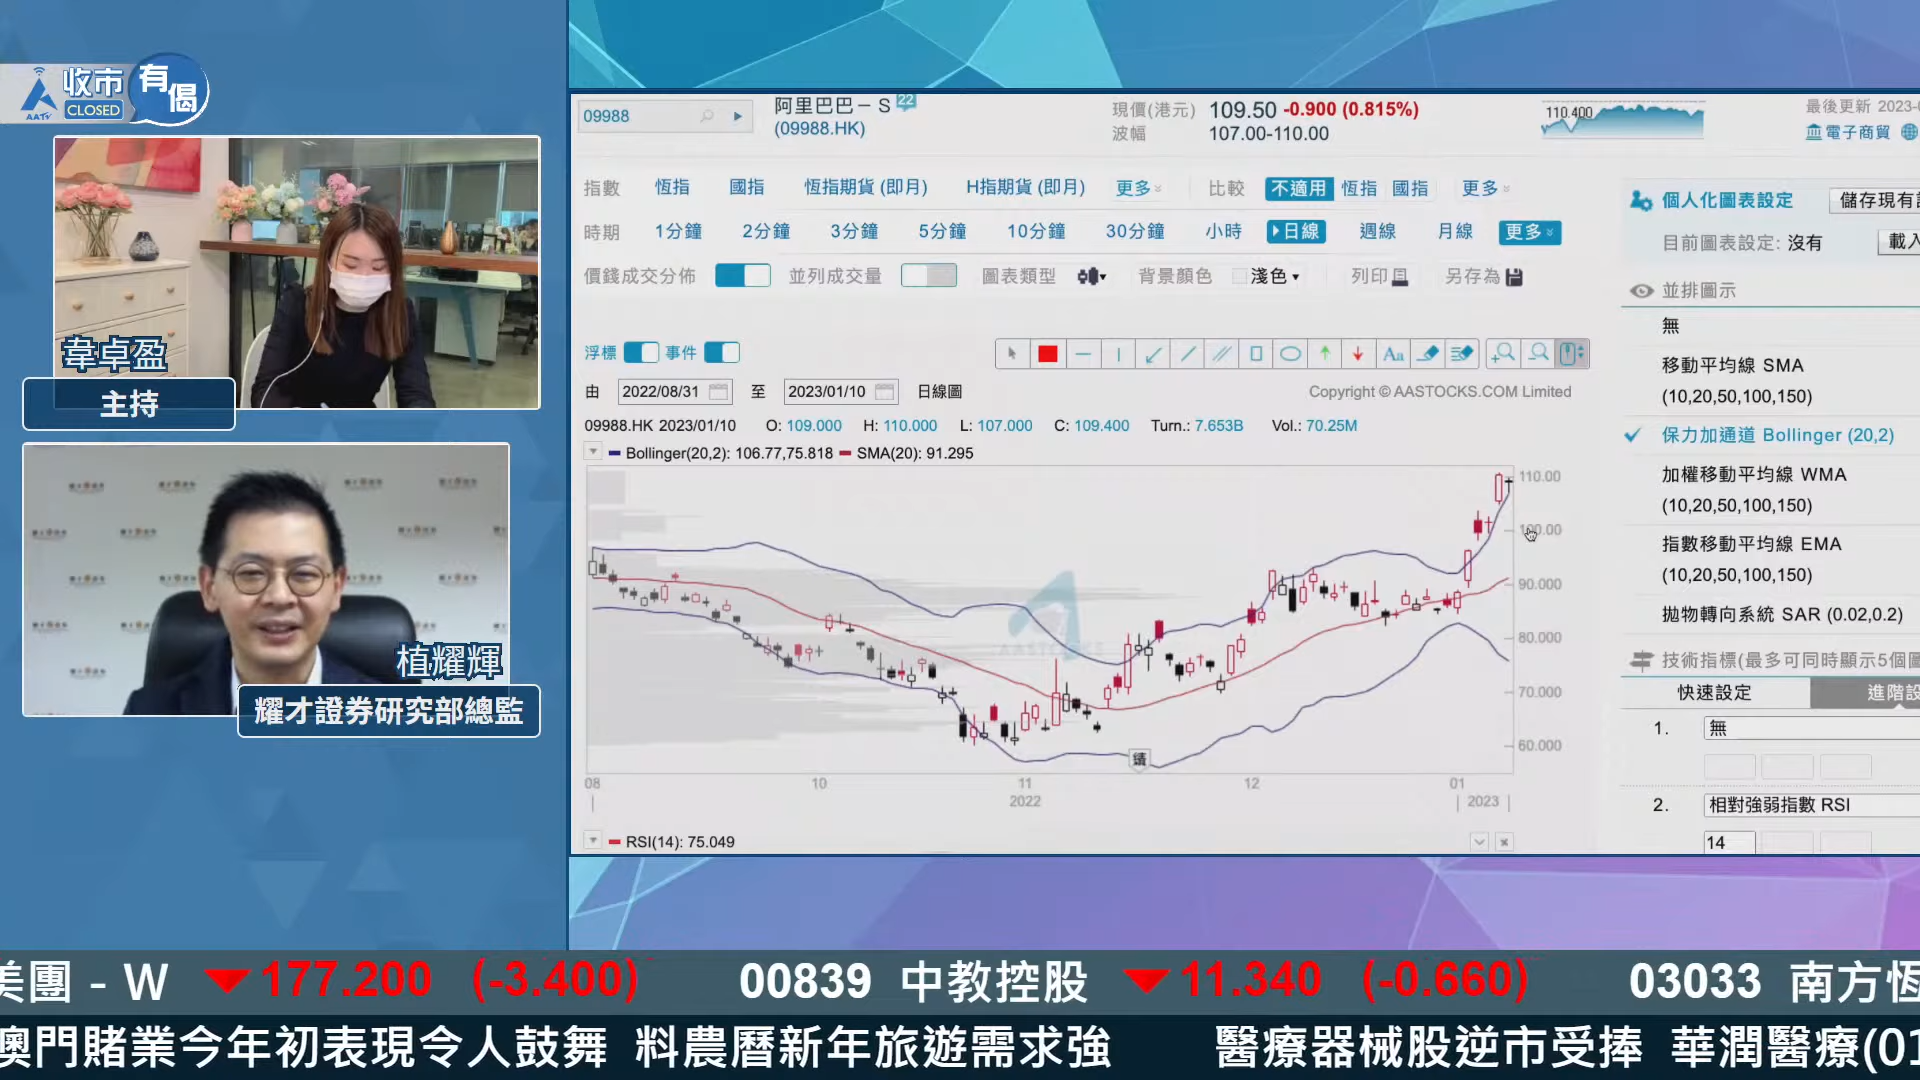 收市
CLOSED
有偈
AATV
韋卓盈
主持
植耀輝
耀才證券研究部總監
09988
阿里巴巴－S 22
(09988.HK)
現價(港元) 109.50 -0.900 (0.815%)
波幅 107.00-110.00
110.400
最後更新 2023-
電子商貿
指數 恆指 國指 恆指期貨 (即月) H指期貨 (即月) 更多 比較 不適用 恆指 國指 更多
時期 1分鐘 2分鐘 3分鐘 5分鐘 10分鐘 30分鐘 小時 日線 週線 月線 更多
價錢成交分佈 並列成交量 圖表類型 背景顏色 淺色 列印 另存為
浮標 事件
Aa
由 2022/08/31 至 2023/01/10 日線圖 Copyright © AASTOCKS.COM Limited
09988.HK 2023/01/10 O: 109.000 H: 110.000 L: 107.000 C: 109.400 Turn.: 7.653B Vol.: 70.25M
Bollinger(20,2): 106.77,75.818 SMA(20): 91.295
110.00
100.00
90.000
80.000
70.000
60.000
AASTOCKS
績
08 10 11 12 01
2022 2023
RSI(14): 75.049
個人化圖表設定 儲存現有
目前圖表設定: 沒有 載入
並排圖示
無
移動平均線 SMA
(10,20,50,100,150)
保力加通道 Bollinger (20,2)
加權移動平均線 WMA
(10,20,50,100,150)
指數移動平均線 EMA
(10,20,50,100,150)
拋物轉向系統 SAR (0.02,0.2)
技術指標(最多可同時顯示5個
快速設定 進階設
1. 無
2. 相對強弱指數 RSI
14
美團 - W 177.200 (-3.400) 00839 中教控股 11.340 (-0.660) 03033 南方恆
澳門賭業今年初表現令人鼓舞 料農曆新年旅遊需求強 醫療器械股逆市受捧 華潤醫療(01